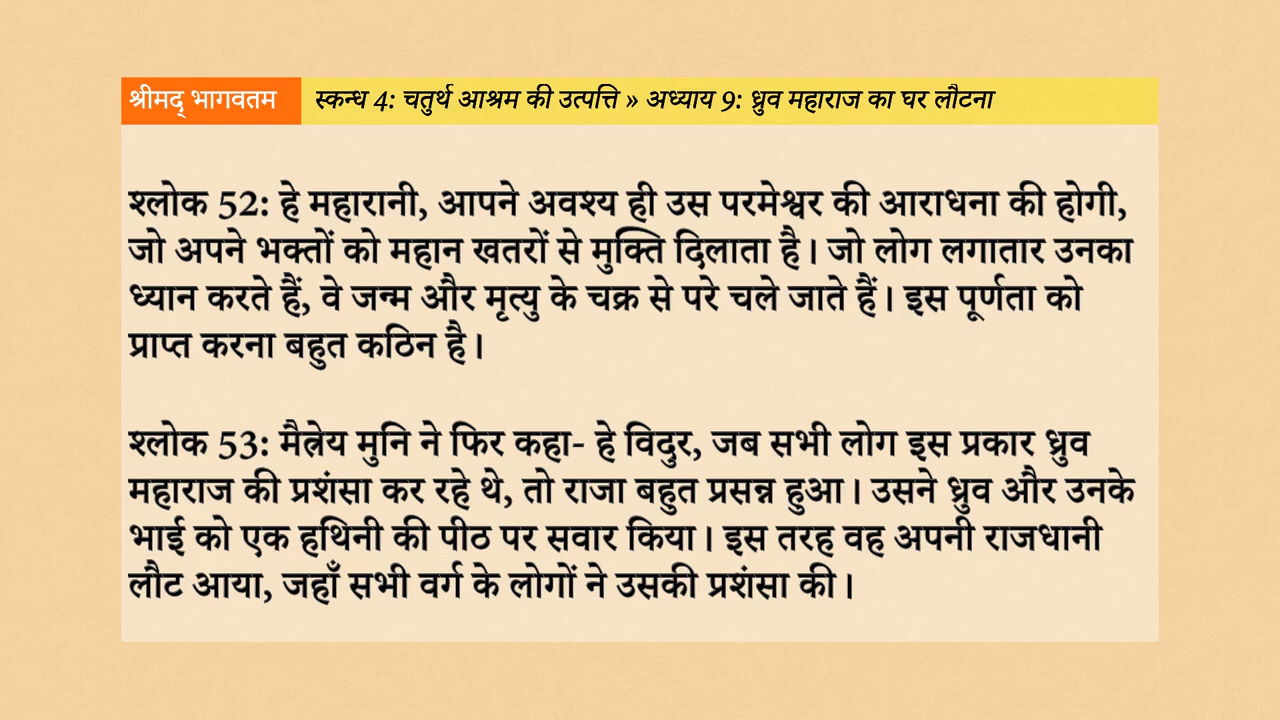 श्रीमद् भागवतम
स्कन्ध 4: चतुर्थ आश्रम की उत्पत्ति » अध्याय 9: ध्रुव महाराज का घर लौटना
श्लोक 52: हे महारानी, आपने अवश्य ही उस परमेश्वर की आराधना की होगी,
जो अपने भक्तों को महान खतरों से मुक्ति दिलाता है। जो लोग लगातार उनका
ध्यान करते हैं, वे जन्म और मृत्यु के चक्र से परे चले जाते हैं। इस पूर्णता को
प्राप्त करना बहुत कठिन है।
श्लोक 53: मैत्रेय मुनि ने फिर कहा- हे विदुर, जब सभी लोग इस प्रकार ध्रुव
महाराज की प्रशंसा कर रहे थे, तो राजा बहुत प्रसन्न हुआ। उसने ध्रुव और उनके
भाई को एक हथिनी की पीठ पर सवार किया। इस तरह वह अपनी राजधानी
लौट आया, जहाँ सभी वर्ग के लोगों ने उसकी प्रशंसा की।